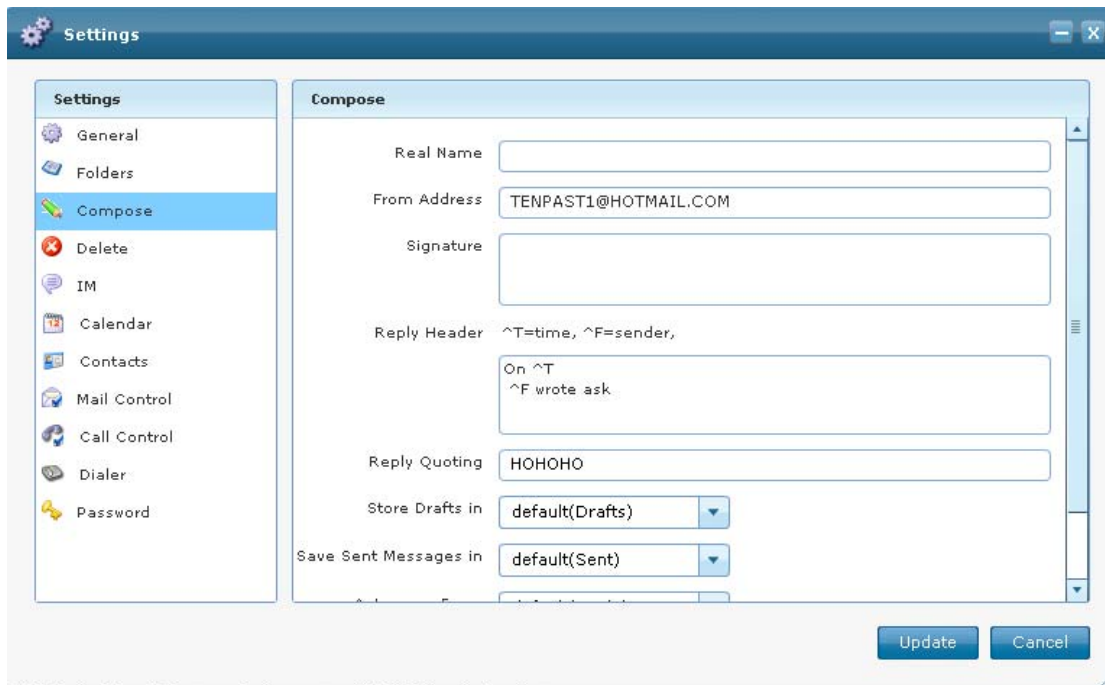 Settings
Settings
General
Folders
Compose
Delete
IM
Calendar
Contacts
Mail Control
Call Control
Dialer
Password
Compose
Real Name
From Address TENPAST1@HOTMAIL.COM
Signature
Reply Header ^T=time, ^F=sender,
On ^T
^F wrote ask
Reply Quoting HOHOHO
Store Drafts in default(Drafts)
Save Sent Messages in default(Sent)
Update Cancel